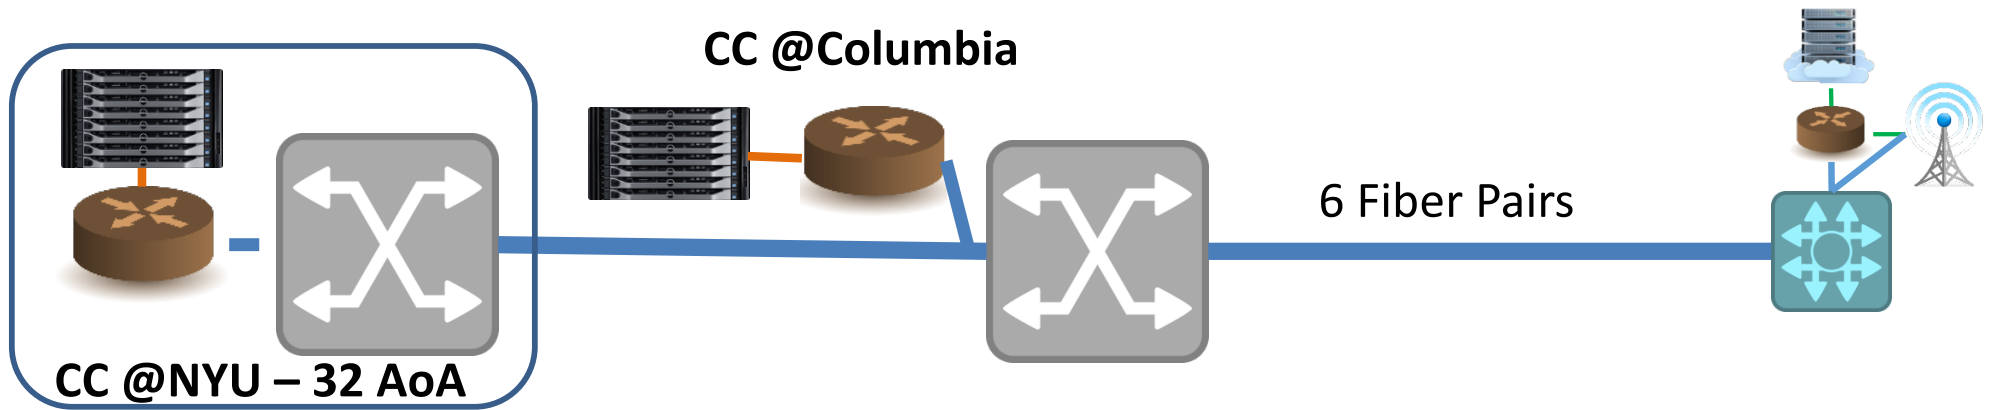 CC @Columbia
6 Fiber Pairs
CC @NYU – 32 AoA